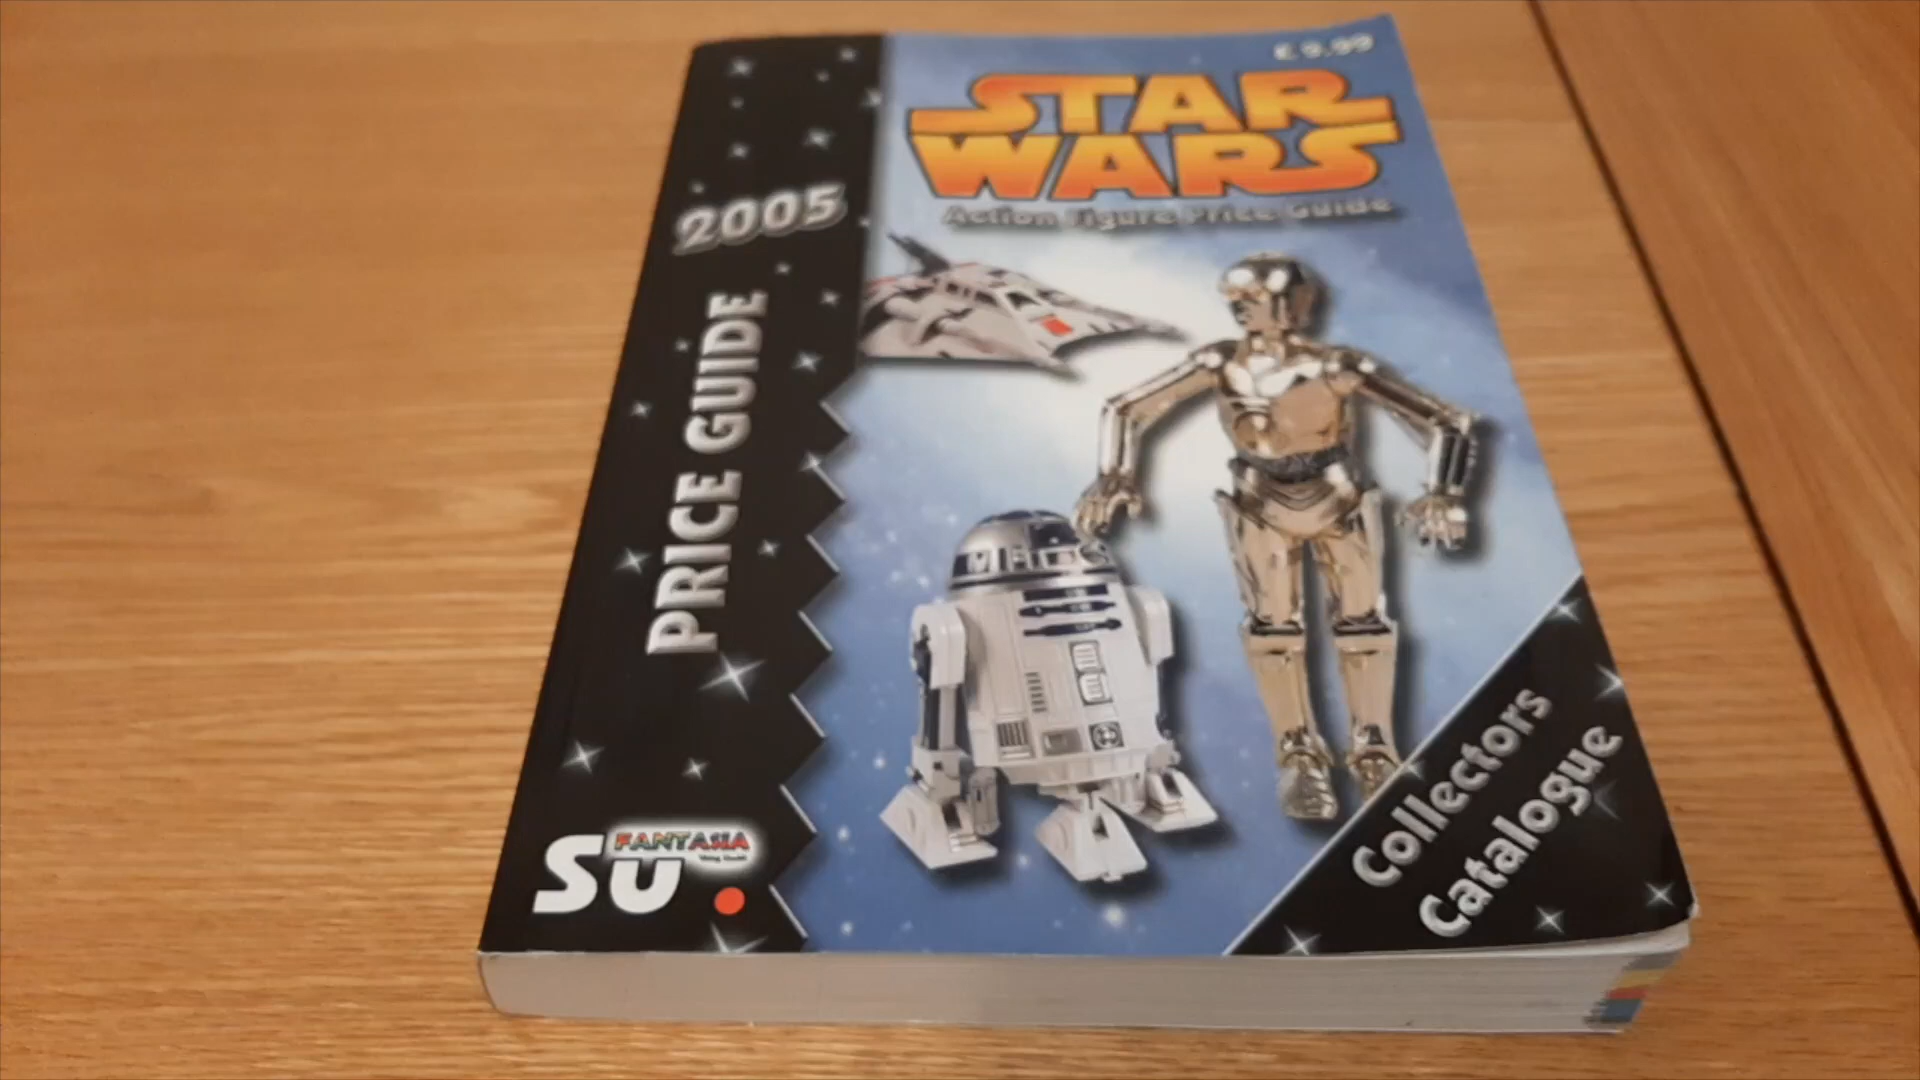 € 9.99
STAR
WARS
Action Figure Price Guide
2005
PRICE GUIDE
Su
FANTASIA
Collectors
Catalogue